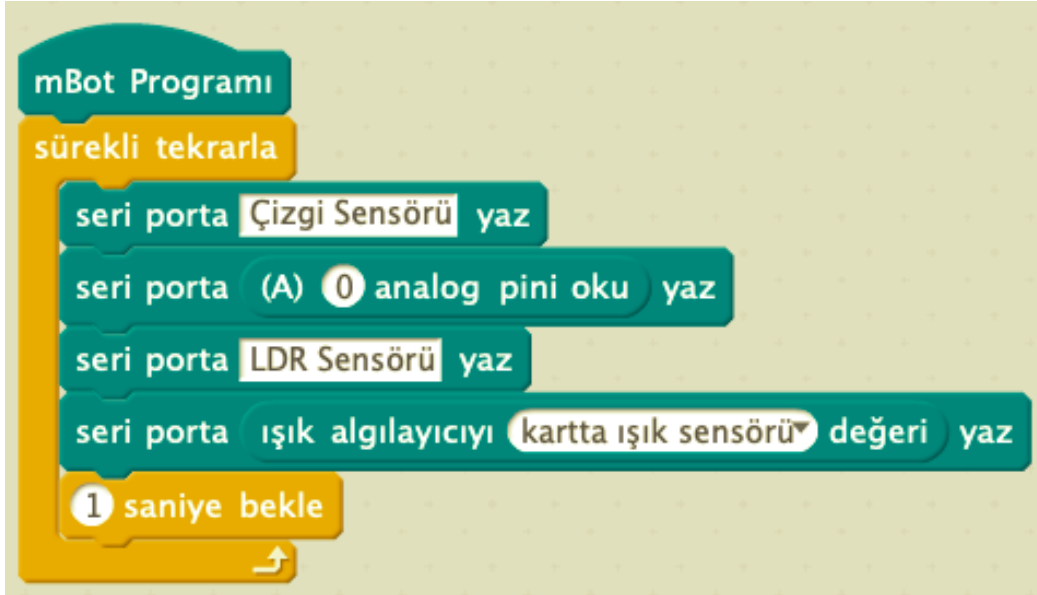 mBot Programı
sürekli tekrarla
seri porta Çizgi Sensörü yaz
seri porta (A) 0 analog pini oku yaz
seri porta LDR Sensörü yaz
seri porta ışık algılayıcıyı kartta ışık sensörü değeri yaz
1 saniye bekle